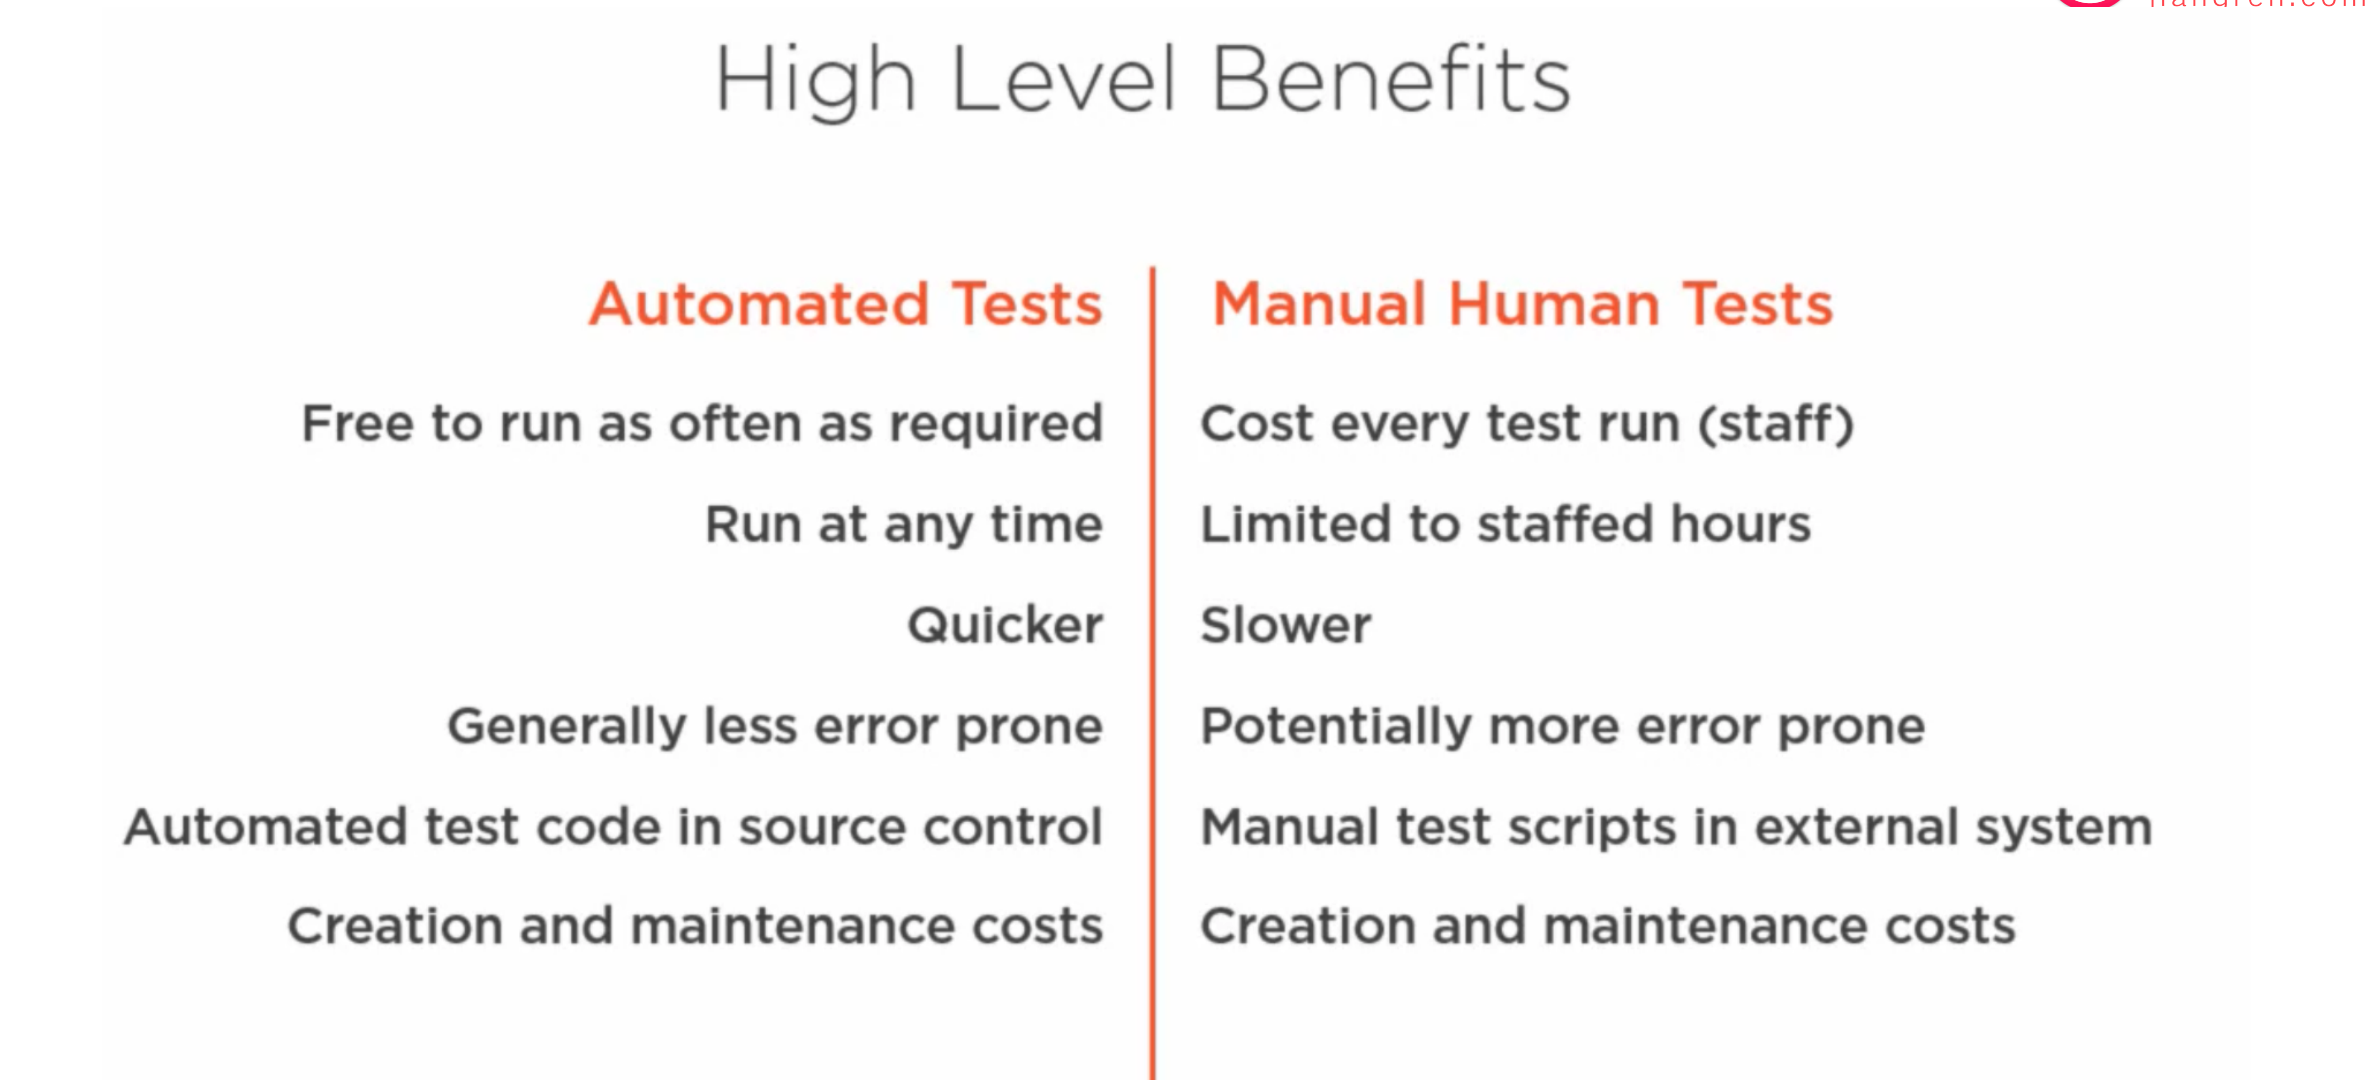 High Level Benefits
Automated Tests
Manual Human Tests
Free to run as often as required
Cost every test run (staff)
Run at any time
Limited to staffed hours
Quicker
Slower
Generally less error prone
Potentially more error prone
Automated test code in source control
Manual test scripts in external system
Creation and maintenance costs
Creation and maintenance costs